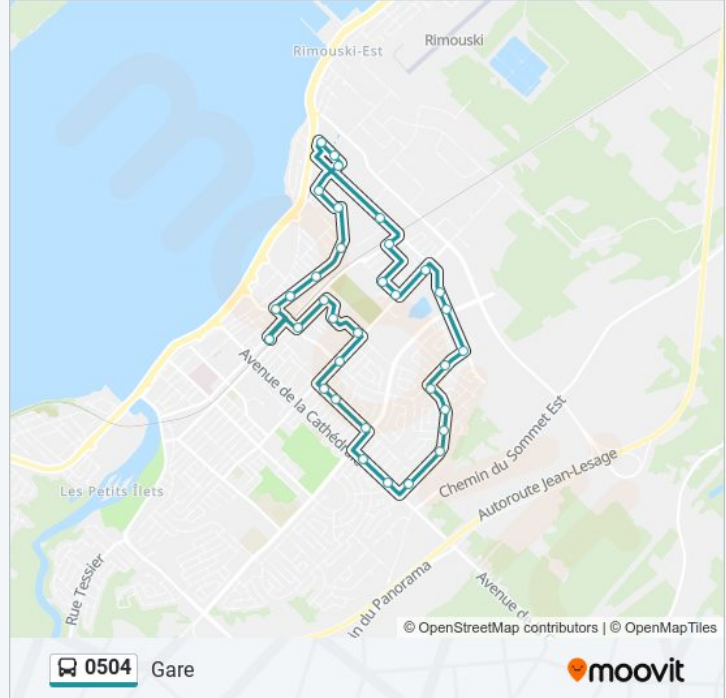 Rimouski-Est
Rimouski
Avenue de la Cathédrale
Chemin du Sommet Est
Autoroute Jean-Lesage
Les Petits Îlets
Rue Tessier
in du Panorama
Avenue d
© OpenStreetMap contributors | © OpenMapTiles
0504 Gare
moovit